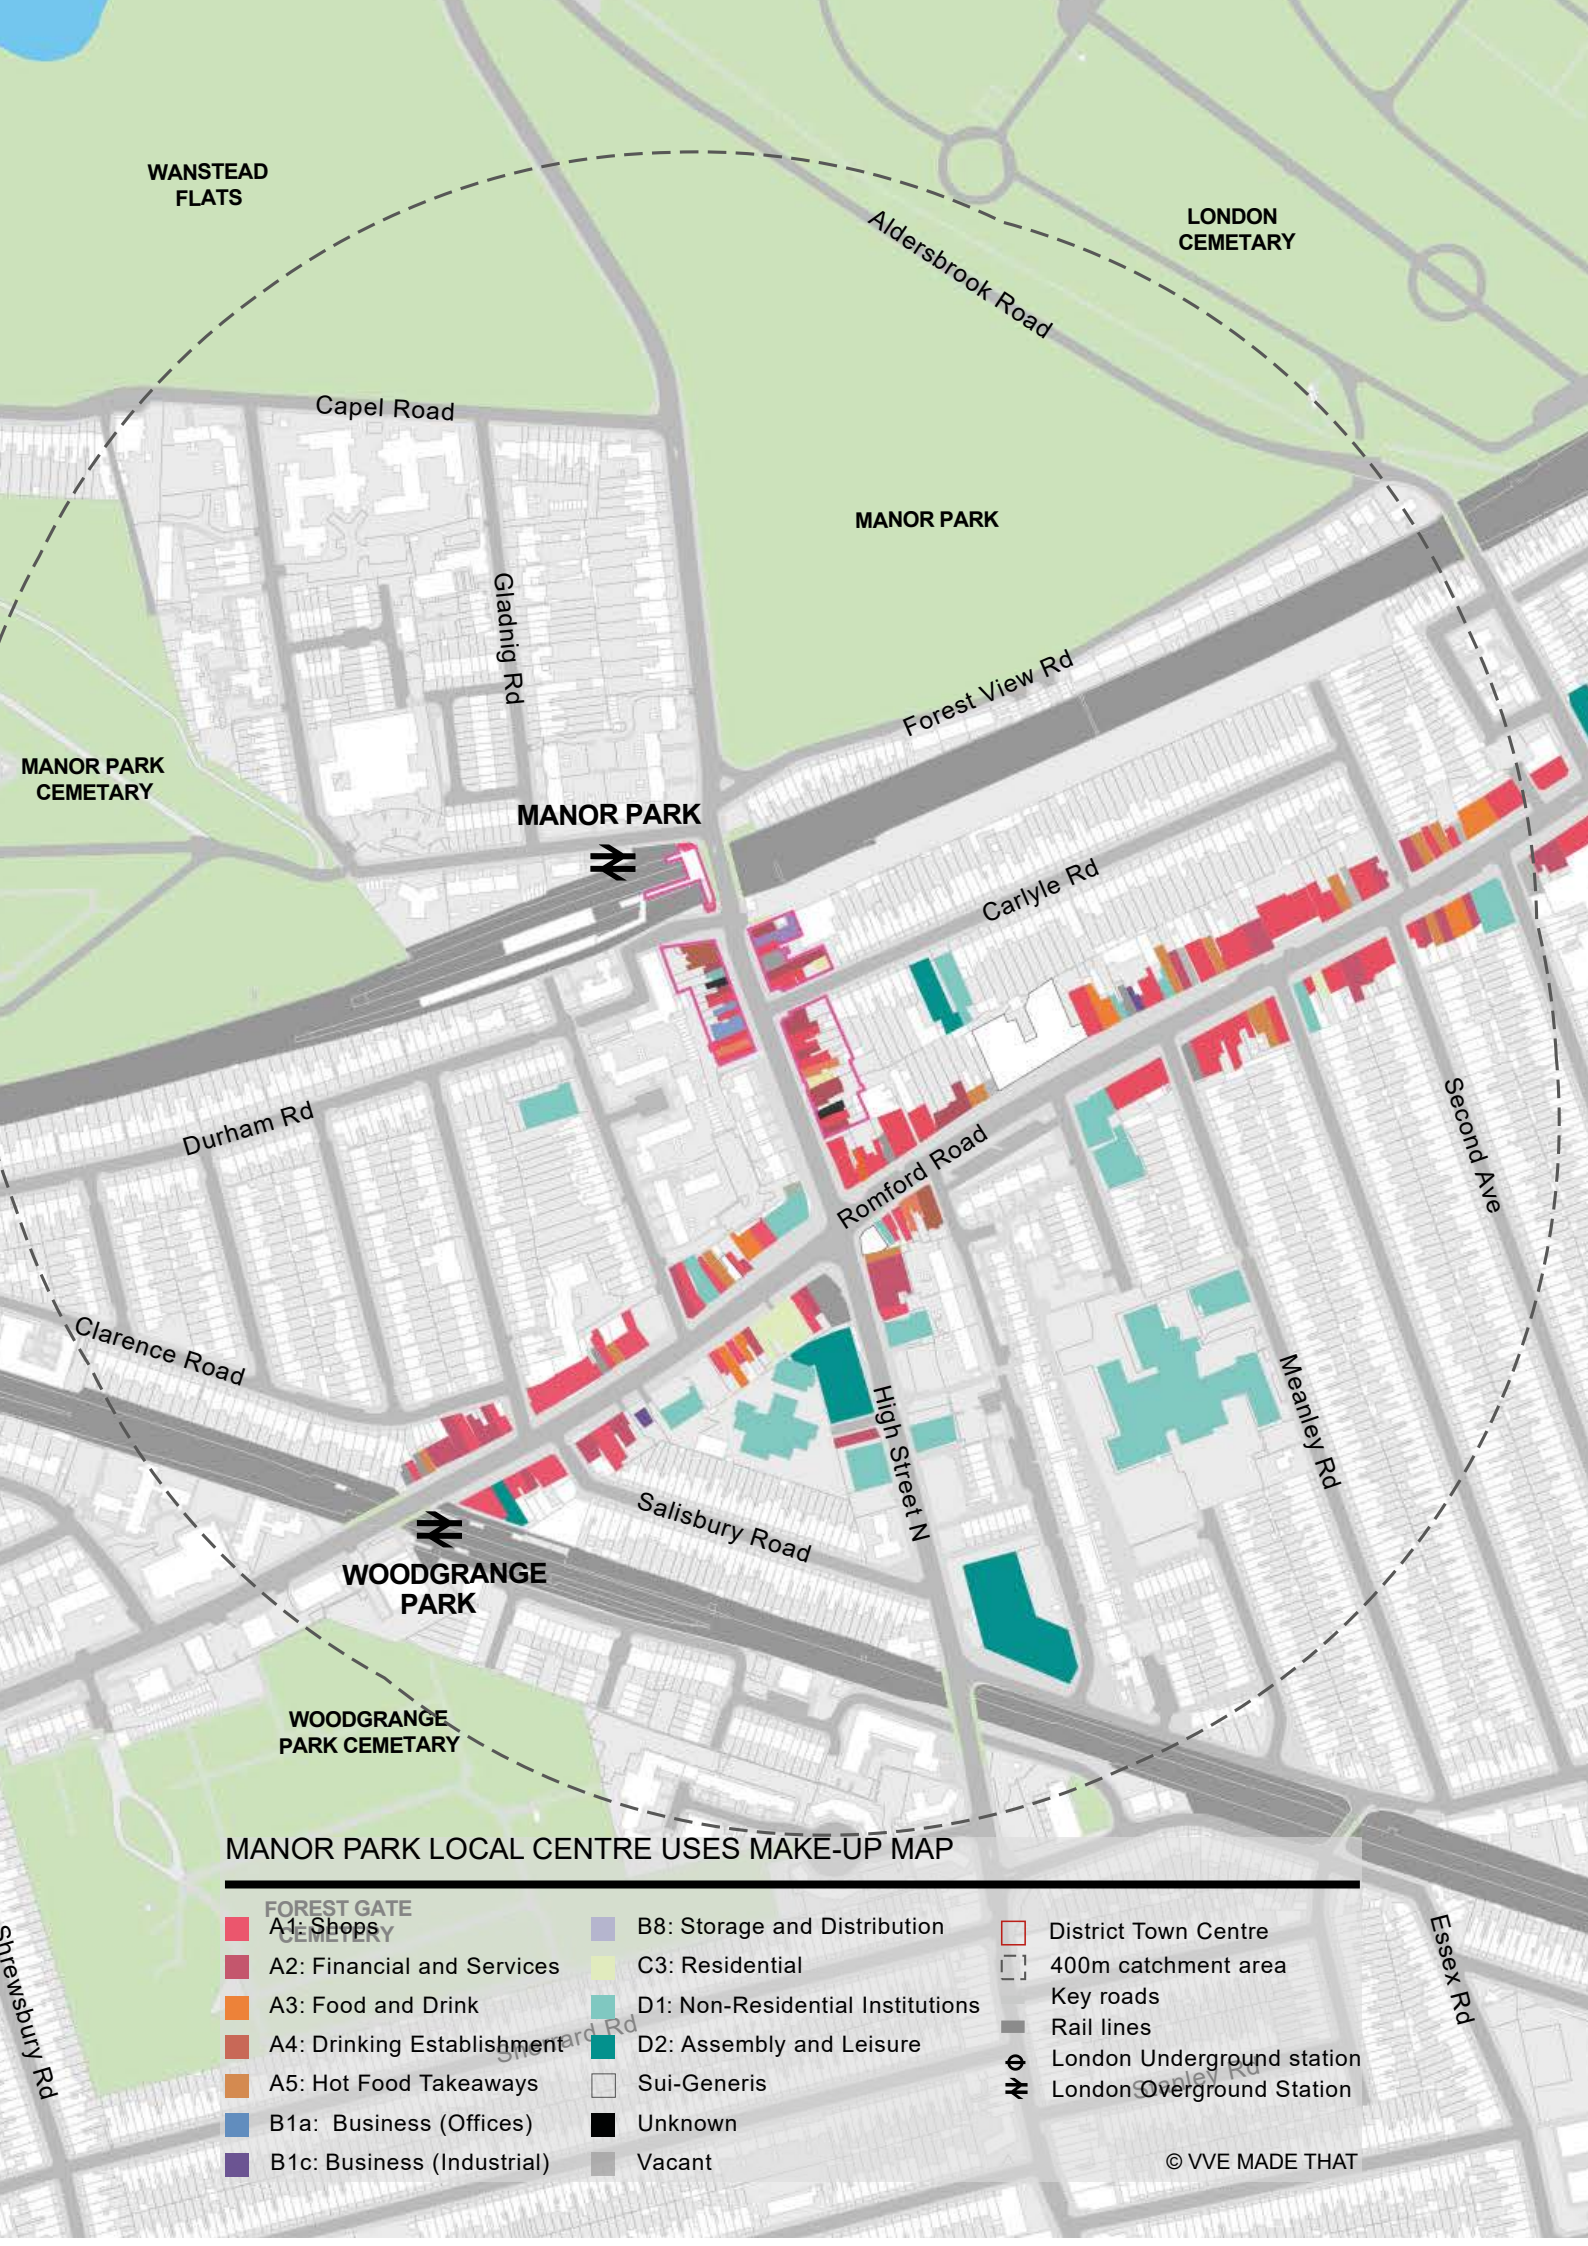 WANSTEAD
FLATS
LONDON
CEMETARY
Aldersbrook Road
Capel Road
MANOR PARK
Gladnig Rd
Forest View Rd
MANOR PARK
CEMETARY
MANOR PARK
Carlyle Rd
Durham Rd
Second Ave
Romford Road
Clarence Road
High Street N
Meanley Rd
Salisbury Road
WOODGRANGE
PARK
WOODGRANGE
PARK CEMETARY
MANOR PARK LOCAL CENTRE USES MAKE-UP MAP
FOREST GATE
CEMETERY
A1: Shops
A2: Financial and Services
A3: Food and Drink
A4: Drinking Establishment
A5: Hot Food Takeaways
B1a: Business (Offices)
B1c: Business (Industrial)
B8: Storage and Distribution
C3: Residential
D1: Non-Residential Institutions
D2: Assembly and Leisure
Sui-Generis
Unknown
Vacant
District Town Centre
400m catchment area
Key roads
Rail lines
London Underground station
London Overground Station
Sherrard Rd
Stanley Rd
Shrewsbury Rd
Essex Rd
© VVE MADE THAT